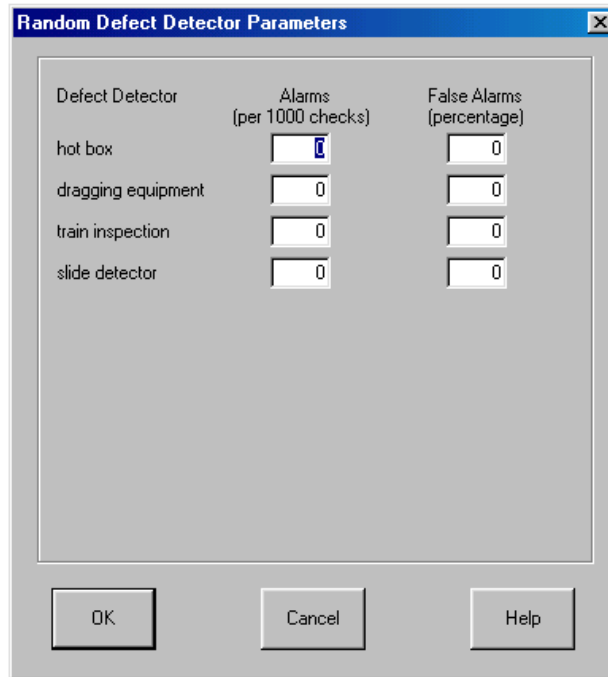 Random Defect Detector Parameters
Defect Detector Alarms False Alarms
(per 1000 checks) (percentage)
hot box 0 0
dragging equipment 0 0
train inspection 0 0
slide detector 0 0
OK Cancel Help